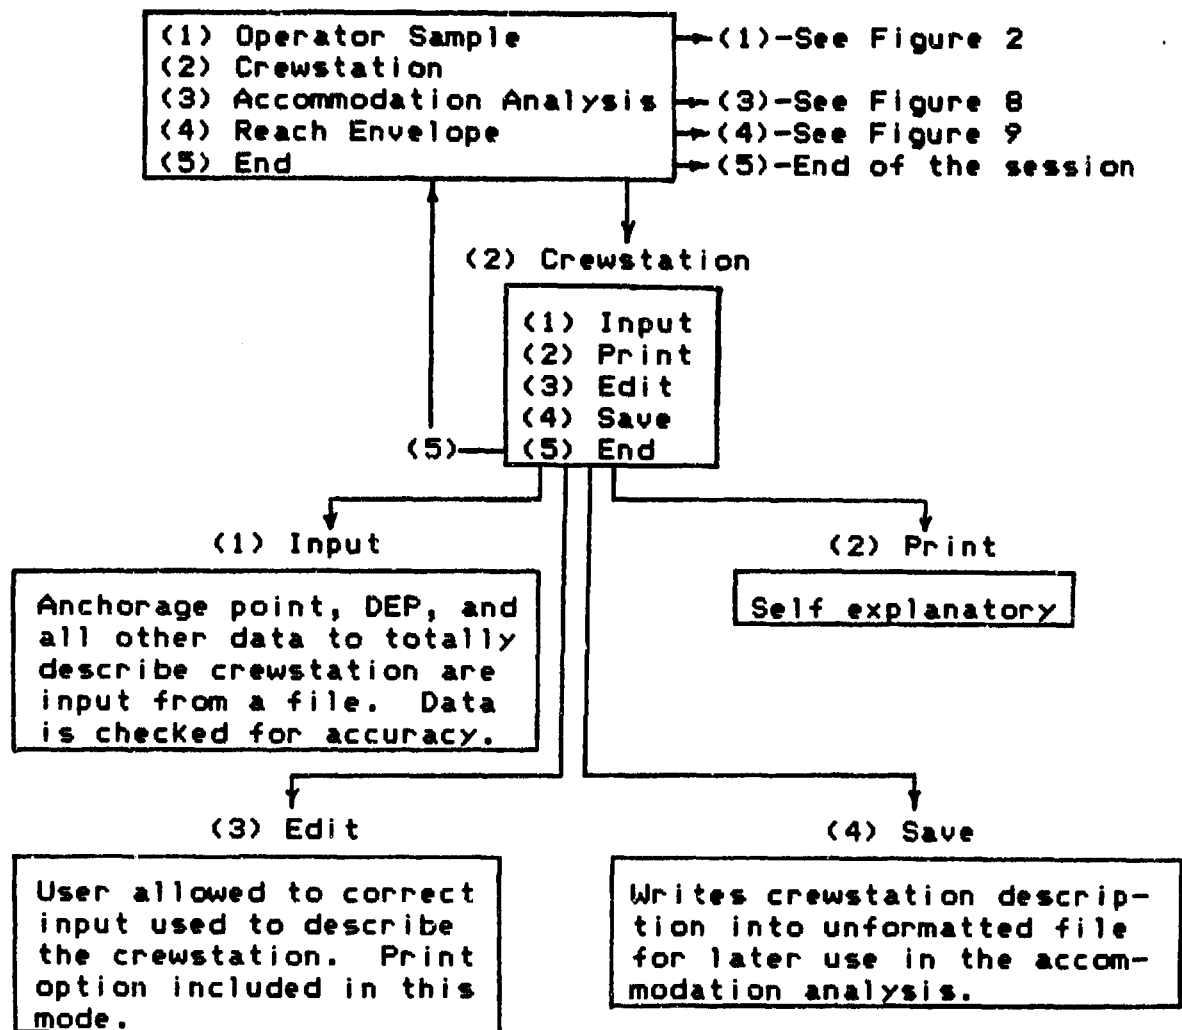 (1) Operator Sample (1)-See Figure 2
(2) Crewstation
(3) Accommodation Analysis (3)-See Figure 8
(4) Reach Envelope (4)-See Figure 9
(5) End (5)-End of the session
(2) Crewstation
(1) Input
(2) Print
(3) Edit
(4) Save
(5) (5) End
(1) Input
Anchorage point, DEP, and
all other data to totally
describe crewstation are
input from a file. Data
is checked for accuracy.
(2) Print
Self explanatory
(3) Edit
User allowed to correct
input used to describe
the crewstation. Print
option included in this
mode.
(4) Save
Writes crewstation descrip-
tion into unformatted file
for later use in the accom-
modation analysis.